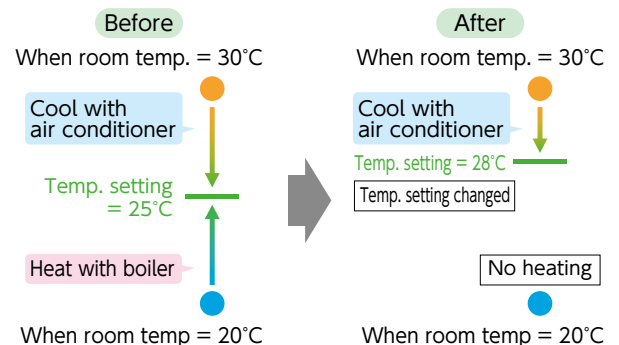 Before
When room temp. = 30°C
Cool with
air conditioner
Temp. setting
= 25°C
Heat with boiler
When room temp = 20°C
After
When room temp. = 30°C
Cool with
air conditioner
Temp. setting = 28°C
Temp. setting changed
No heating
When room temp = 20°C